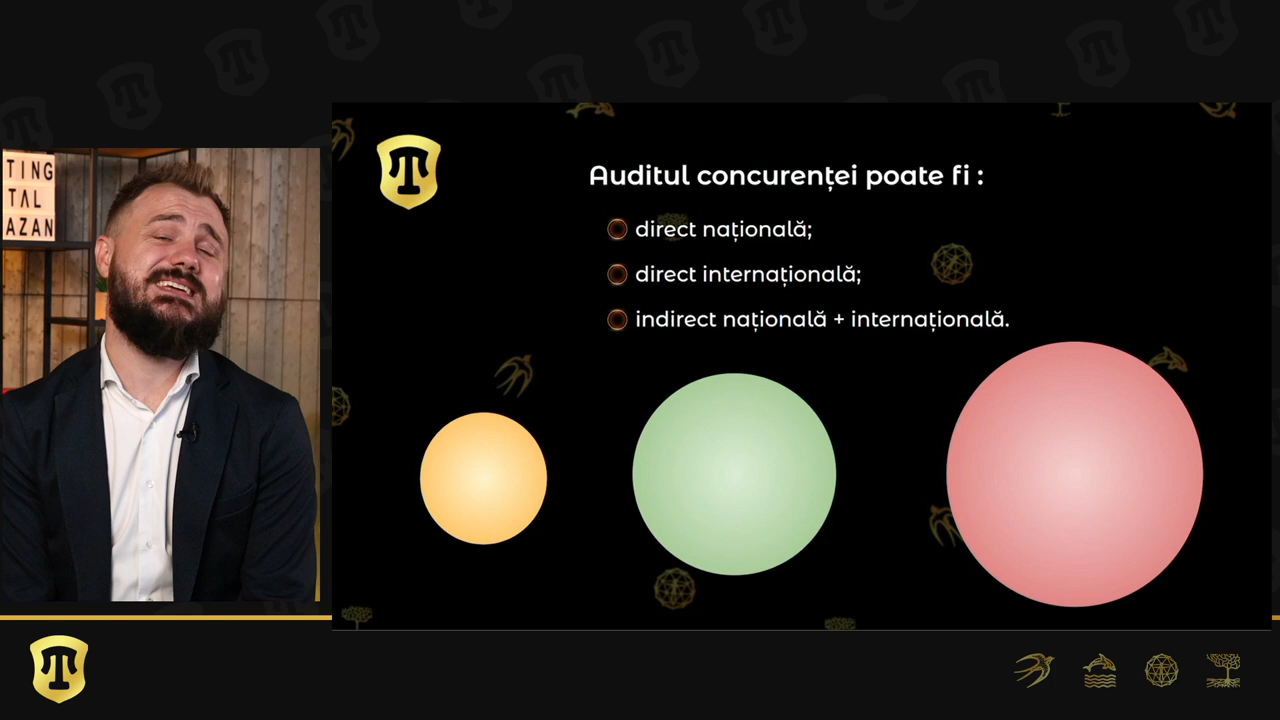 TING
TAL
AZAN
Auditul concurenței poate fi :
direct națională;
direct internațională;
indirect națională + internațională.